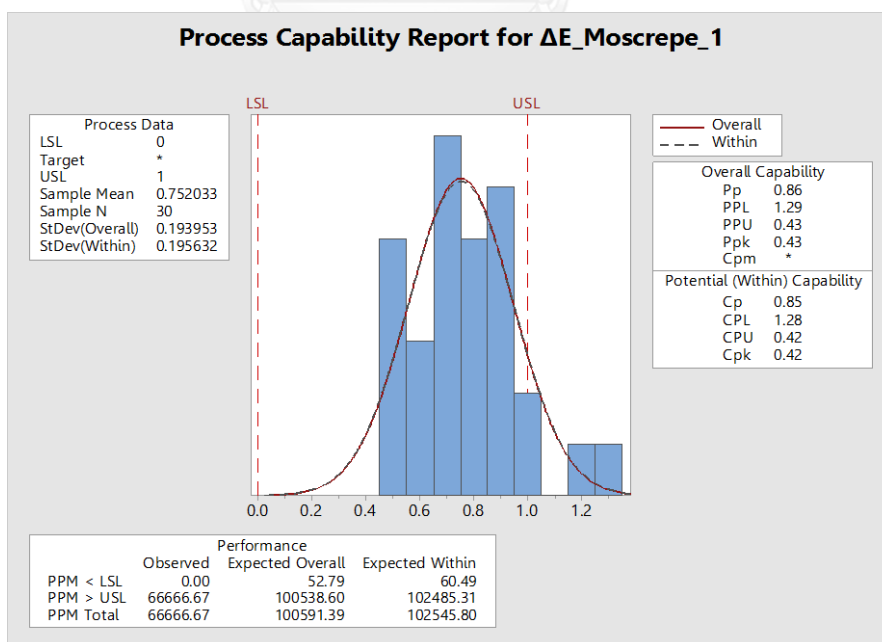 Process Capability Report for ΔE_Moscrepe_1
LSL USL
Process Data
LSL 0
Target *
USL 1
Sample Mean 0.752033
Sample N 30
StDev(Overall) 0.193953
StDev(Within) 0.195632
Overall
Within
Overall Capability
Pp 0.86
PPL 1.29
PPU 0.43
Ppk 0.43
Cpm *
Potential (Within) Capability
Cp 0.85
CPL 1.28
CPU 0.42
Cpk 0.42
0.0 0.2 0.4 0.6 0.8 1.0 1.2
Performance
Observed Expected Overall Expected Within
PPM < LSL 0.00 52.79 60.49
PPM > USL 66666.67 100538.60 102485.31
PPM Total 66666.67 100591.39 102545.80